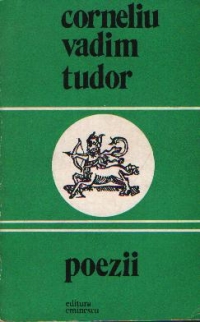 corneliu
vadim
tudor
poezii
editura
eminescu